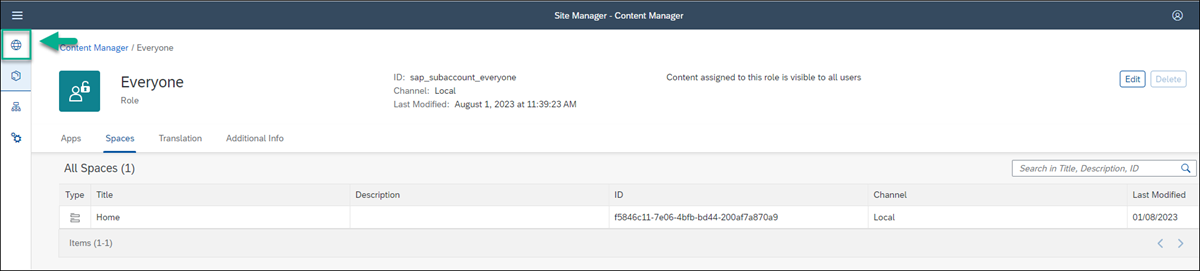 Site Manager - Content Manager
Content Manager / Everyone
Everyone
Role
ID: sap_subaccount_everyone
Channel: Local
Last Modified: August 1, 2023 at 11:39:23 AM
Content assigned to this role is visible to all users
Edit Delete
Apps Spaces Translation Additional Info
All Spaces (1)
Search in Title, Description, ID
Type Title Description ID Channel Last Modified
Home f5846c11-7e06-4bfb-bd44-200af7a870a9 Local 01/08/2023
Items (1-1)